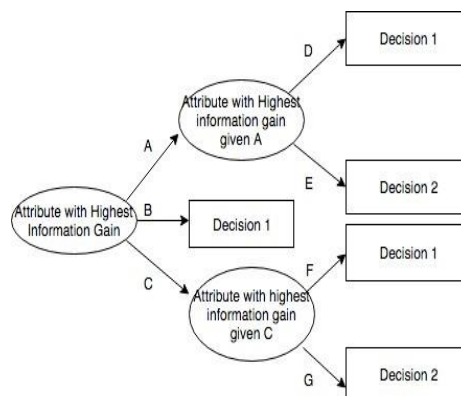 Decision 1
D
Attribute with Highest
information gain
given A
A
E
Decision 2
Attribute with Highest
Information Gain
B
Decision 1
C
F
Decision 1
Attribute with highest
information gain
given C
G
Decision 2